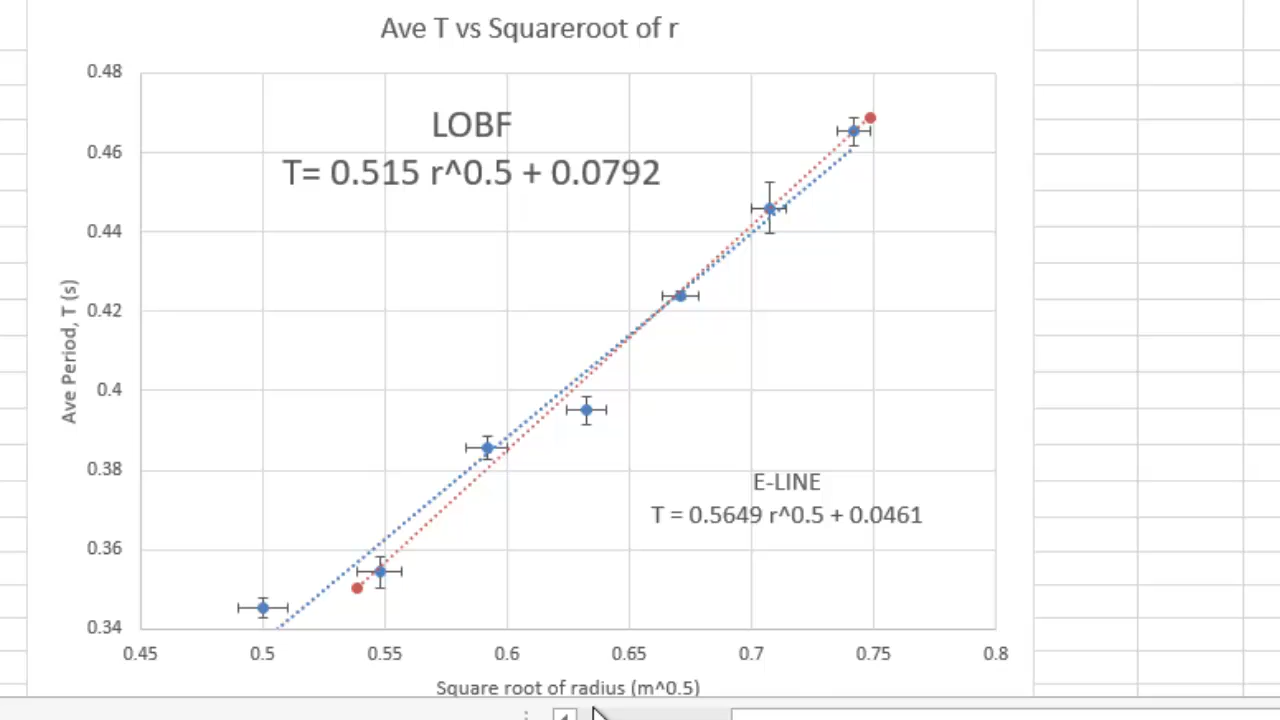 Ave T vs Squareroot of r
0.48
LOBF
T= 0.515 r^0.5 + 0.0792
0.46
0.44
Ave Period, T (s)
0.42
0.4
0.38
E-LINE
T = 0.5649 r^0.5 + 0.0461
0.36
0.34
0.45 0.5 0.55 0.6 0.65 0.7 0.75 0.8
Square root of radius (m^0.5)